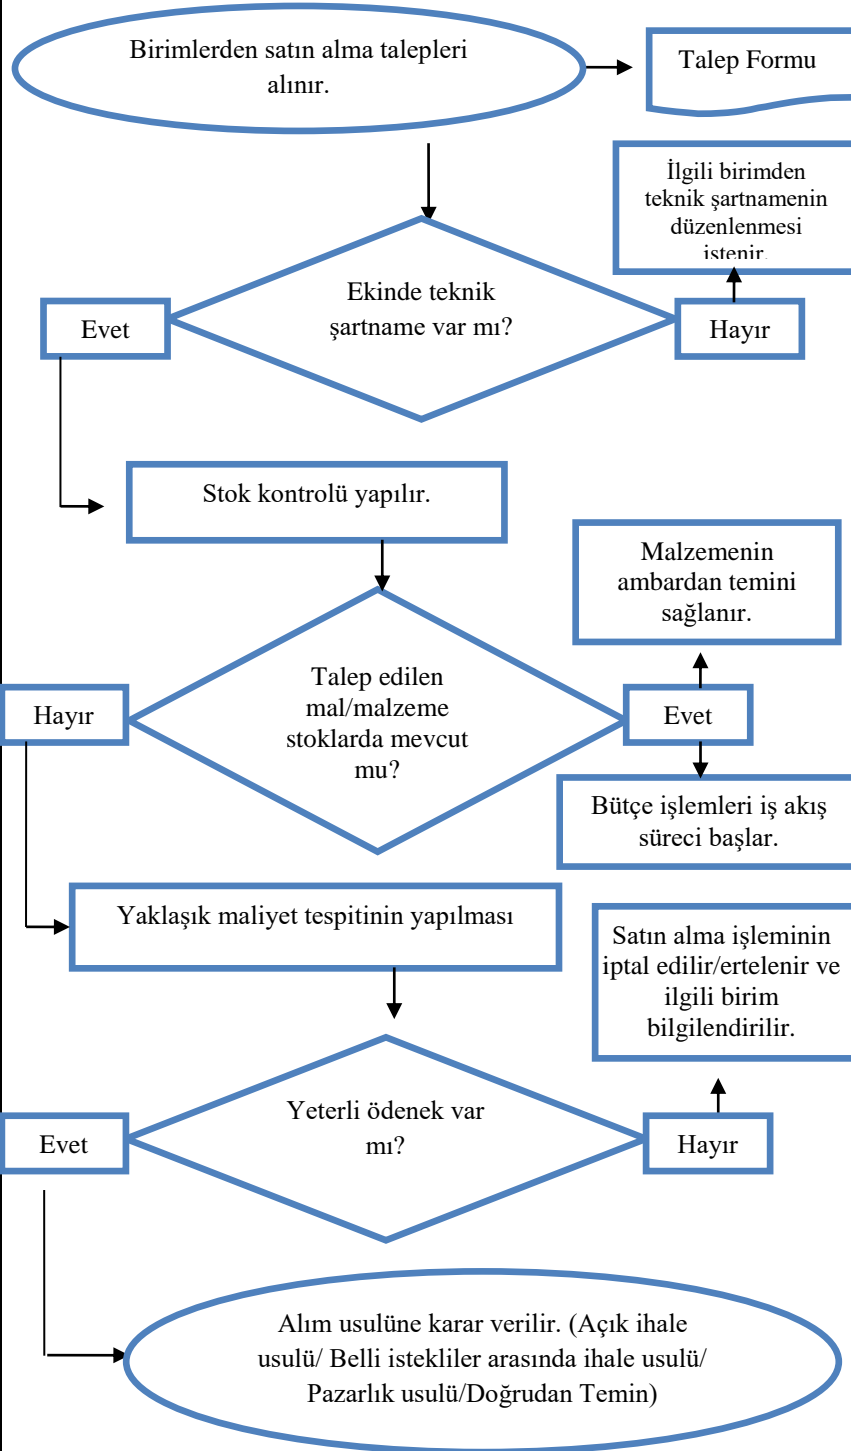 Birimlerden satın alma talepleri
alınır.
Talep Formu
İlgili birimden
teknik şartnamenin
düzenlenmesi
istenir.
Ekinde teknik
şartname var mı?
Evet
Hayır
Stok kontrolü yapılır.
Malzemenin
ambardan temini
sağlanır.
Talep edilen
mal/malzeme
stoklarda mevcut
mu?
Hayır
Evet
Bütçe işlemleri iş akış
süreci başlar.
Yaklaşık maliyet tespitinin yapılması
Satın alma işleminin
iptal edilir/ertelenir ve
ilgili birim
bilgilendirilir.
Yeterli ödenek var
mı?
Evet
Hayır
Alım usulüne karar verilir. (Açık ihale
usulü/ Belli istekliler arasında ihale usulü/
Pazarlık usulü/Doğrudan Temin)